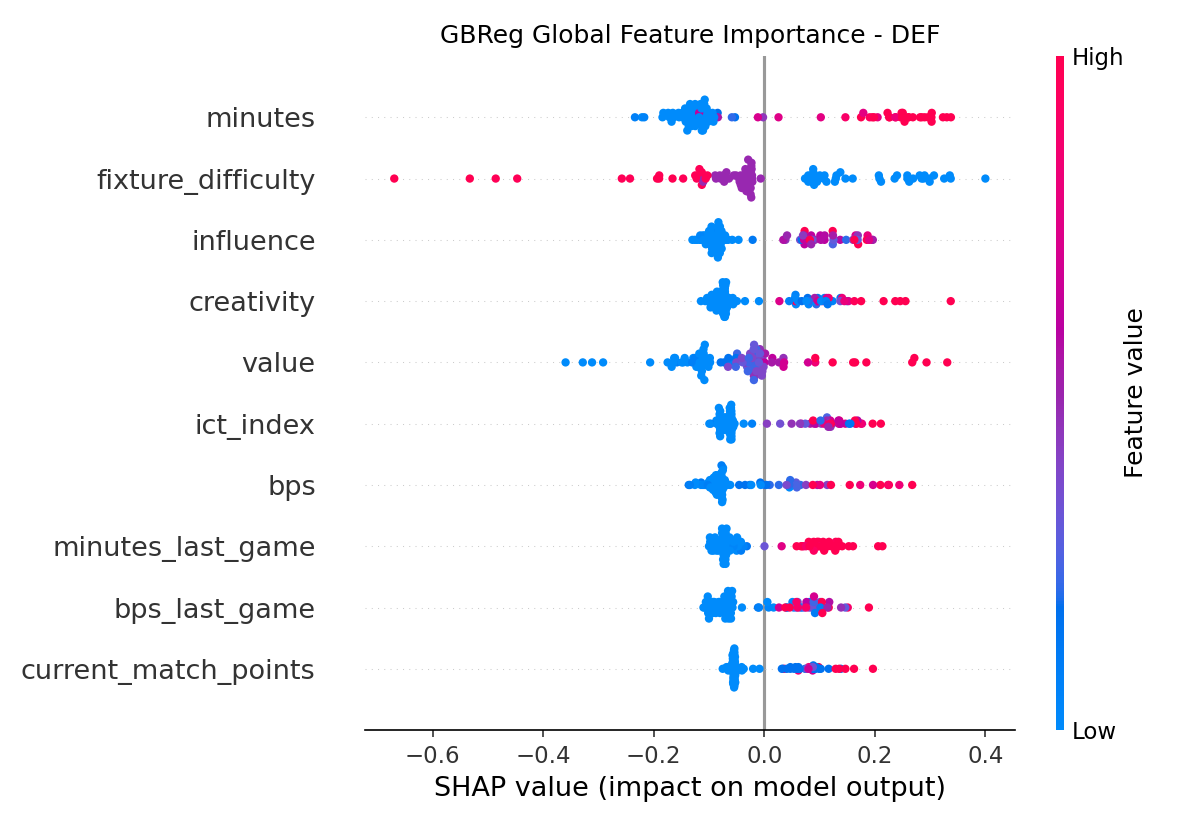 GBReg Global Feature Importance - DEF
High
minutes
fixture_difficulty
influence
creativity
value
ict_index
bps
minutes_last_game
bps_last_game
current_match_points
Feature value
Low
−0.6 −0.4 −0.2 0.0 0.2 0.4
SHAP value (impact on model output)